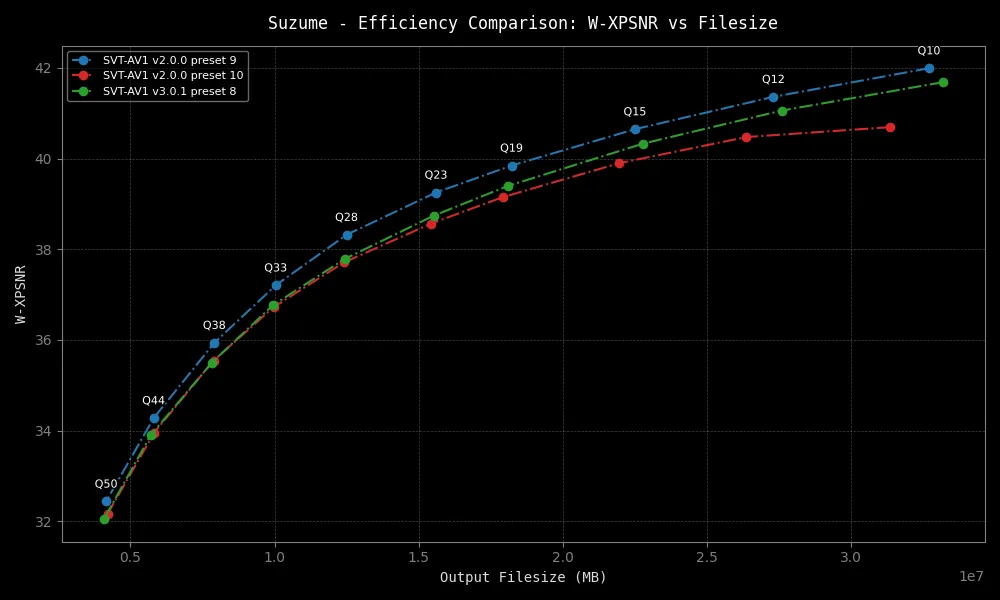 Suzume - Efficiency Comparison: W-XPSNR vs Filesize
SVT-AV1 v2.0.0 preset 9
SVT-AV1 v2.0.0 preset 10
SVT-AV1 v3.0.1 preset 8
Q10
Q12
Q15
Q19
Q23
Q28
Q33
Q38
Q44
Q50
42
40
38
36
34
32
W-XPSNR
0.5 1.0 1.5 2.0 2.5 3.0
1e7
Output Filesize (MB)